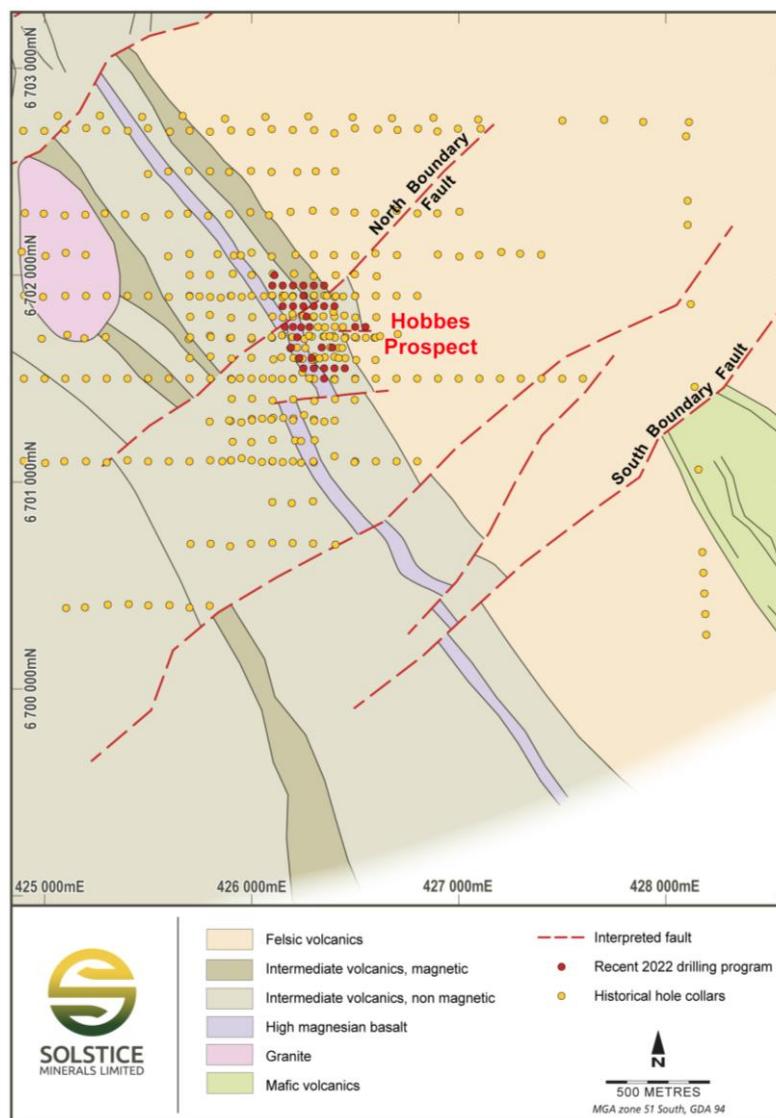 6 703 000mN
North Boundary
Fault
6 702 000mN
Hobbes
Prospect
South Boundary Fault
6 701 000mN
6 700 000mN
425 000mE
426 000mE
427 000mE
428 000mE
SOLSTICE
MINERALS LIMITED
Felsic volcanics
Intermediate volcanics, magnetic
Intermediate volcanics, non magnetic
High magnesian basalt
Granite
Mafic volcanics
Interpreted fault
Recent 2022 drilling program
Historical hole collars
N
500 METRES
MGA zone 51 South, GDA 94